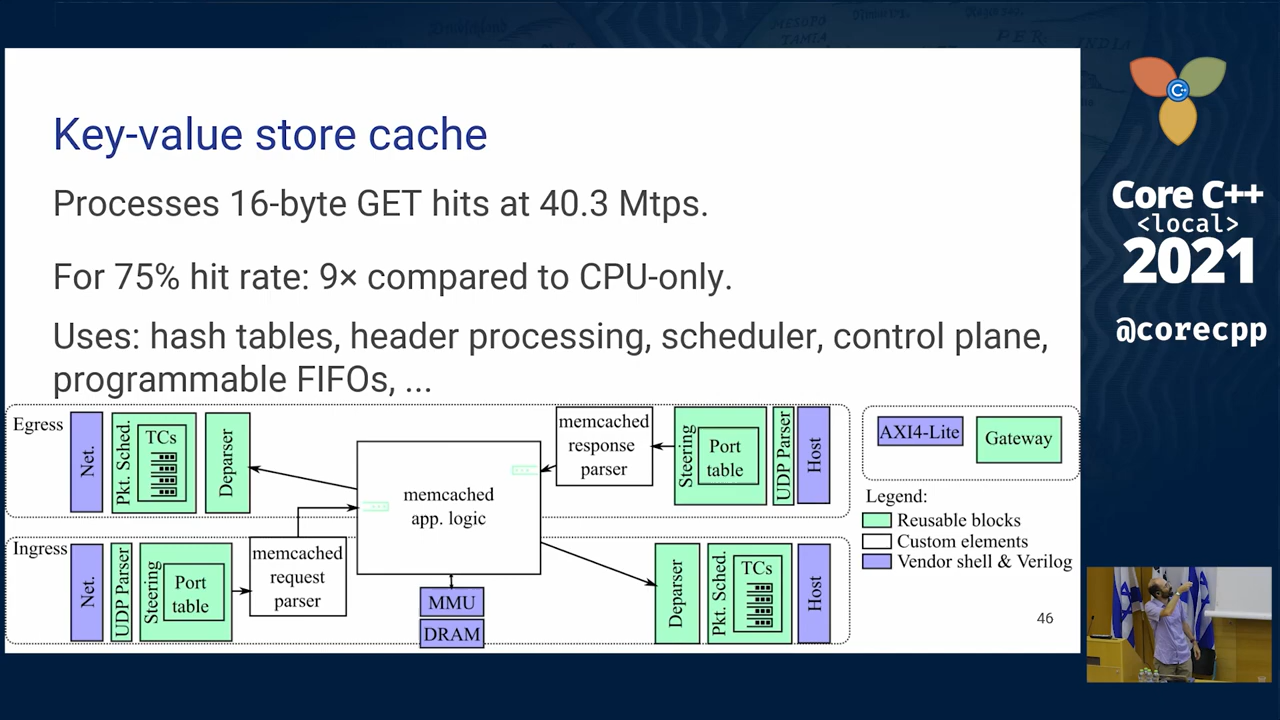 Key-value store cache
Processes 16-byte GET hits at 40.3 Mtps.
For 75% hit rate: 9× compared to CPU-only.
Uses: hash tables, header processing, scheduler, control plane,
programmable FIFOs, ...
Egress
Net.
Pkt. Sched.
TCs
Deparser
memcached
app. logic
memcached
response
parser
Steering
Port
table
UDP Parser
Host
Ingress
Net.
UDP Parser
Steering
Port
table
memcached
request
parser
MMU
DRAM
Deparser
Pkt. Sched.
TCs
Host
AXI4-Lite
Gateway
Legend:
Reusable blocks
Custom elements
Vendor shell & Verilog
46
C++
Core C++
<local>
2021
@corecpp
MESOPO
TAMIA
PER
INDIA